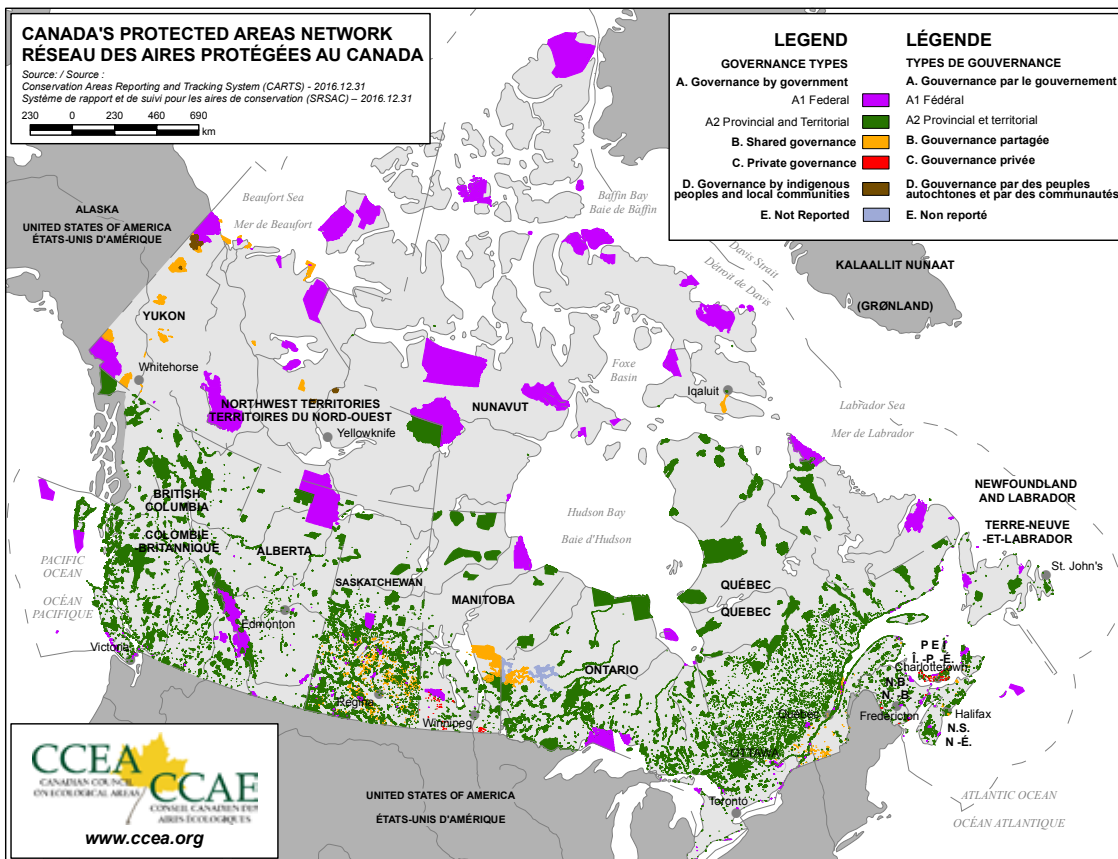 CANADA'S PROTECTED AREAS NETWORK
RÉSEAU DES AIRES PROTÉGÉES AU CANADA
Source: / Source :
Conservation Areas Reporting and Tracking System (CARTS) - 2016.12.31
Système de rapport et de suivi pour les aires de conservation (SRSAC) – 2016.12.31
230 0 230 460 690
km
LEGEND
GOVERNANCE TYPES
A. Governance by government
A1 Federal
A2 Provincial and Territorial
B. Shared governance
C. Private governance
D. Governance by indigenous
peoples and local communities
E. Not Reported
LÉGENDE
TYPES DE GOUVERNANCE
A. Gouvernance par le gouvernement
A1 Fédéral
A2 Provincial et territorial
B. Gouvernance partagée
C. Gouvernance privée
D. Gouvernance par des peuples
autochtones et par des communautés
E. Non reporté
Beaufort Sea
Mer de Beaufort
Baffin Bay
Baie de Baffin
ALASKA
UNITED STATES OF AMERICA
ÉTATS-UNIS D'AMÉRIQUE
Davis Strait
Détroit de Davis
KALAALLIT NUNAAT
(GRØNLAND)
YUKON
Whitehorse
Foxe
Basin
Iqaluit
NORTHWEST TERRITORIES
TERRITOIRES DU NORD-OUEST
NUNAVUT
Yellowknife
Labrador Sea
Mer de Labrador
NEWFOUNDLAND
AND LABRADOR
TERRE-NEUVE
-ET-LABRADOR
St. John's
BRITISH
COLUMBIA
COLOMBIE
-BRITANNIQUE
ALBERTA
Hudson Bay
Baie d'Hudson
PACIFIC
OCEAN
OCÉAN
PACIFIQUE
SASKATCHEWAN
MANITOBA
QUÉBEC
QUEBEC
Edmonton
Victoria
ONTARIO
P E I
Î -P -É.
Charlottetown
N.B.
N. -B.
Regina
Winnipeg
Québec
Fredericton
Halifax
N.S.
N -É.
OTTAWA
Toronto
UNITED STATES OF AMERICA
ÉTATS-UNIS D'AMÉRIQUE
ATLANTIC OCEAN
OCÉAN ATLANTIQUE
CCEA
CANADIAN COUNCIL
ON ECOLOGICAL AREAS
CCAE
CONSEIL CANADIEN DES
AIRES ÉCOLOGIQUES
www.ccea.org